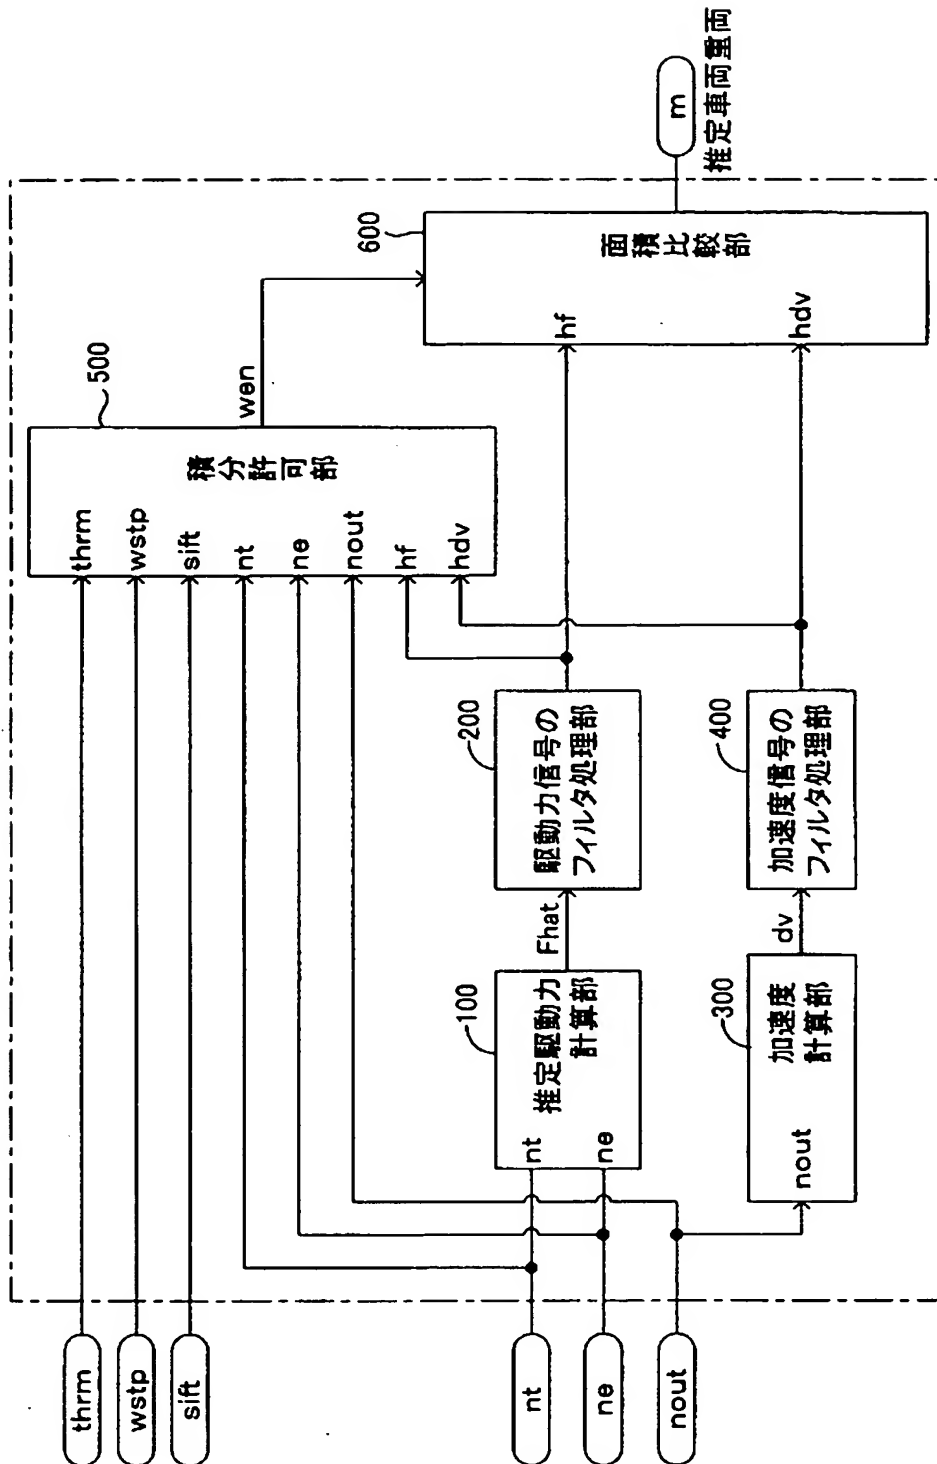 thrm
wstp
sift
nt
ne
nout
thrm
wstp
sift
nt
ne
nout
hf
hdv
積分許可部
500
wen
nt
ne
推定駆動力
計算部
100
Fhat
駆動力信号の
フィルタ処理部
200
nout
加速度
計算部
300
dv
加速度信号の
フィルタ処理部
400
hf
hdv
面積比較部
600
m
推定車両重両